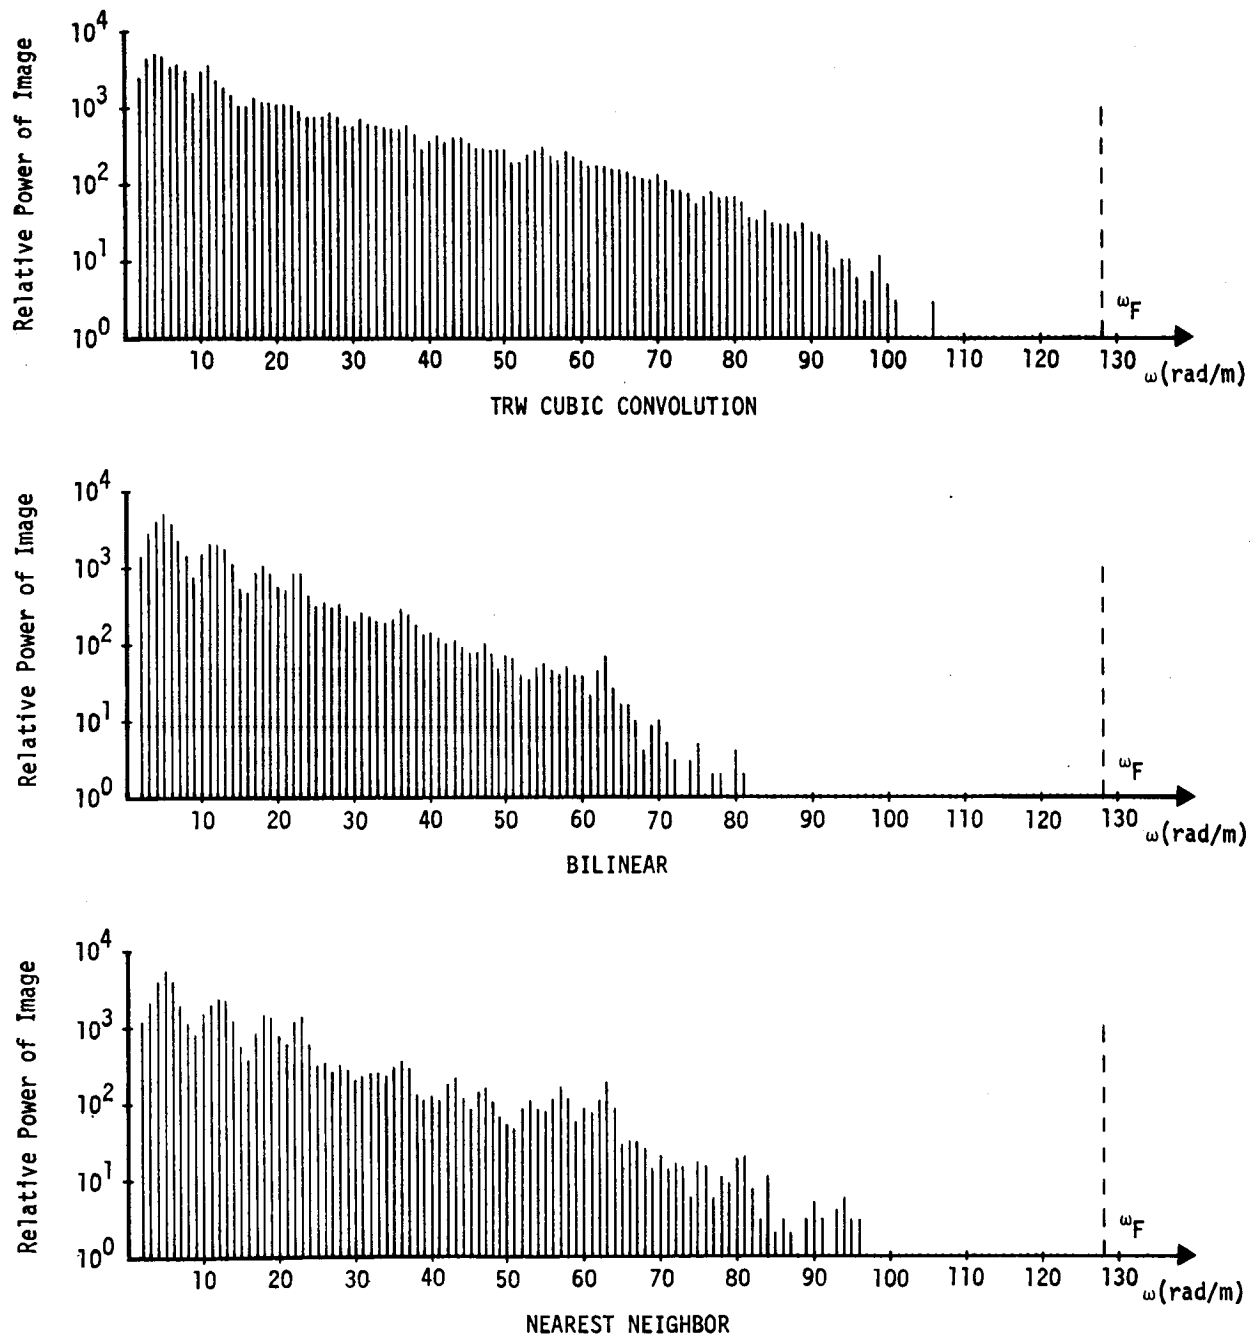 Relative Power of Image
10^4
10^3
10^2
10^1
10^0
ω_F
10 20 30 40 50 60 70 80 90 100 110 120 130
ω(rad/m)
TRW CUBIC CONVOLUTION
Relative Power of Image
10^4
10^3
10^2
10^1
10^0
ω_F
10 20 30 40 50 60 70 80 90 100 110 120 130
ω(rad/m)
BILINEAR
Relative Power of Image
10^4
10^3
10^2
10^1
10^0
ω_F
10 20 30 40 50 60 70 80 90 100 110 120 130
ω(rad/m)
NEAREST NEIGHBOR